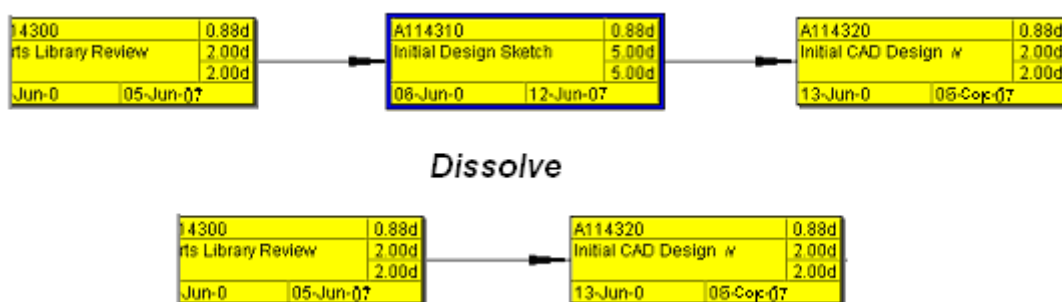 14300 0.88d
rts Library Review 2.00d
2.00d
Jun-0 05-Jun-07
A114310 0.88d
Initial Design Sketch 5.00d
5.00d
06-Jun-0 12-Jun-07
A114320 0.88d
Initial CAD Design 2.00d
2.00d
13-Jun-0
Dissolve
14300 0.88d
rts Library Review 2.00d
2.00d
Jun-0 05-Jun-07
A114320 0.88d
Initial CAD Design 2.00d
2.00d
13-Jun-0